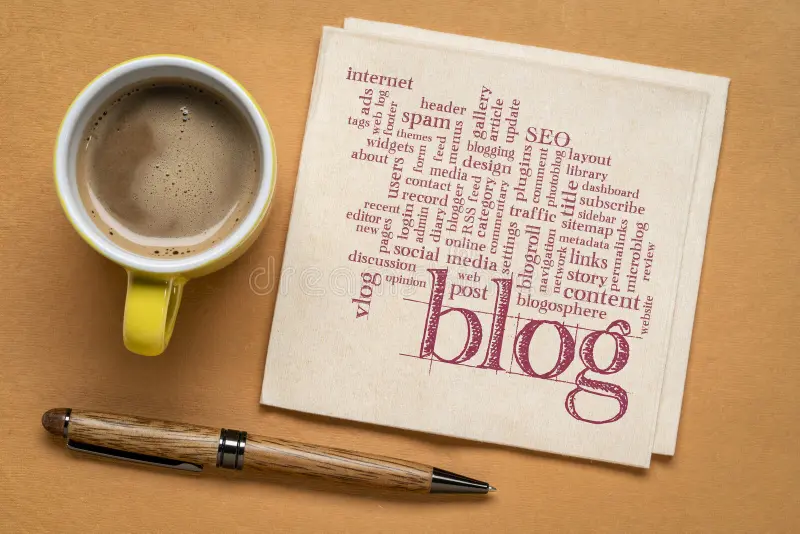 internet
ads
web log
footer
header
gallery
article
update
tags
spam
themes
menus
SEO
widgets
feed
blogging
plugins
comment
photoblog
layout
about
users
form
media
design
library
contact
RSS feed
category
commentary
title
dashboard
recent
record
blogger
traffic
subscribe
editor
login
admin
diary
sidebar
new
pages
online
settings
blogroll
sitemap
permalinks
microblog
social media
navigation
network
metadata
review
discussion
web
links
opinion
post
story
vlog
content
blogosphere
website
blog
dreamstime